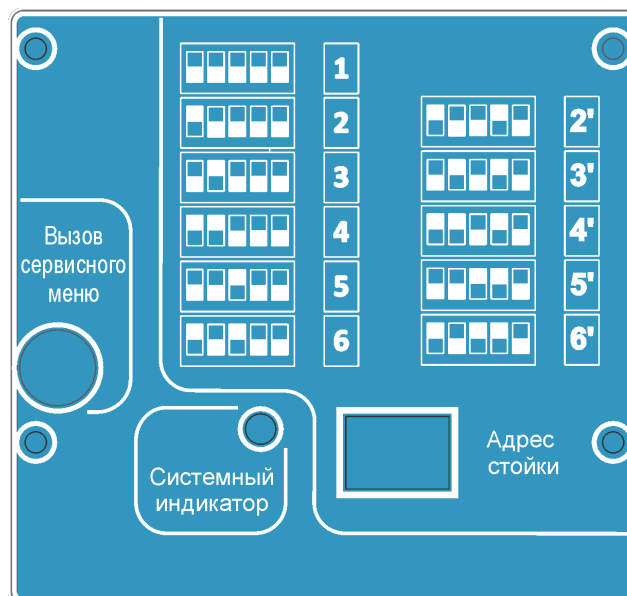 1
2 2'
3 3'
Вызов
сервисного
меню
4 4'
5 5'
6 6'
Адрес
стойки
Системный
индикатор